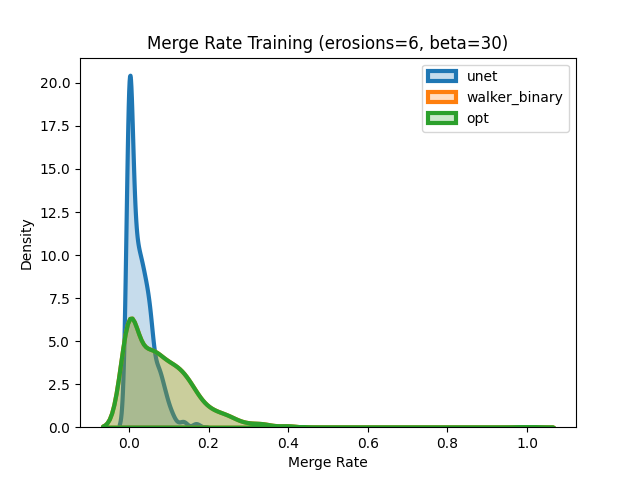 Merge Rate Training (erosions=6, beta=30)
unet
walker_binary
opt
20.0
17.5
15.0
12.5
10.0
7.5
5.0
2.5
0.0
Density
0.0 0.2 0.4 0.6 0.8 1.0
Merge Rate